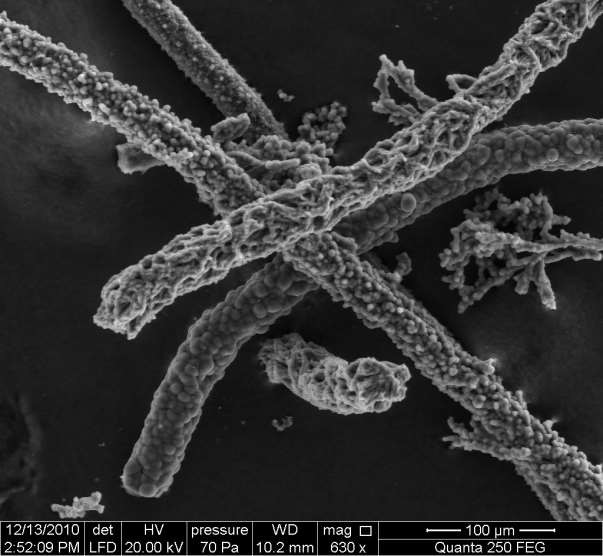 12/13/2010 det HV pressure WD mag □ 100 µm
2:52:09 PM LFD 20.00 kV 70 Pa 10.2 mm 630 x Quanta 250 FEG